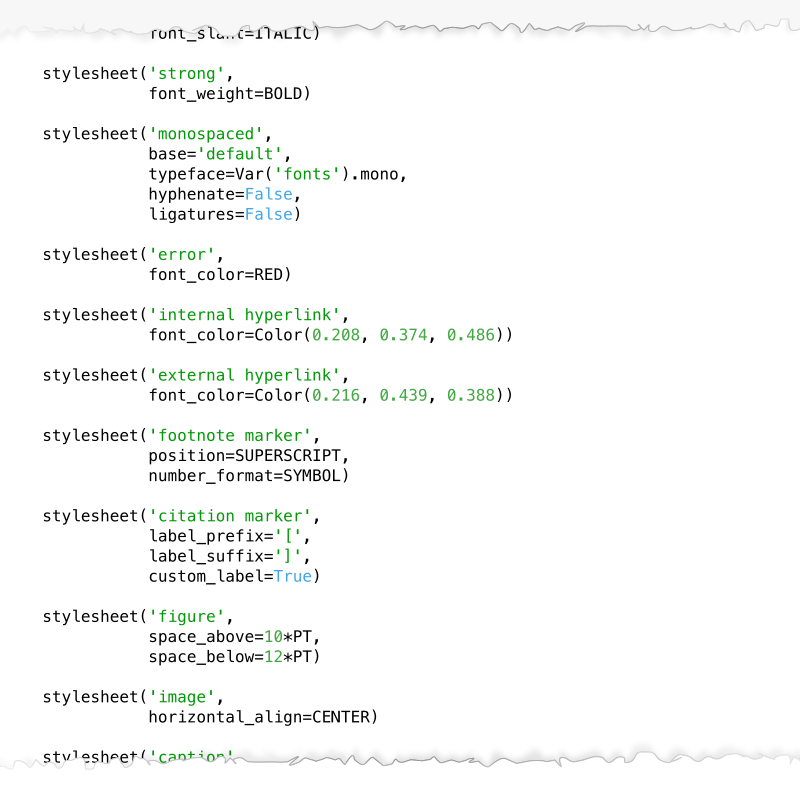 font_slant=ITALIC)
stylesheet('strong',
font_weight=BOLD)
stylesheet('monospaced',
base='default',
typeface=Var('fonts').mono,
hyphenate=False,
ligatures=False)
stylesheet('error',
font_color=RED)
stylesheet('internal hyperlink',
font_color=Color(0.208, 0.374, 0.486))
stylesheet('external hyperlink',
font_color=Color(0.216, 0.439, 0.388))
stylesheet('footnote marker',
position=SUPERSCRIPT,
number_format=SYMBOL)
stylesheet('citation marker',
label_prefix='[',
label_suffix=']',
custom_label=True)
stylesheet('figure',
space_above=10*PT,
space_below=12*PT)
stylesheet('image',
horizontal_align=CENTER)
stylesheet('caption',